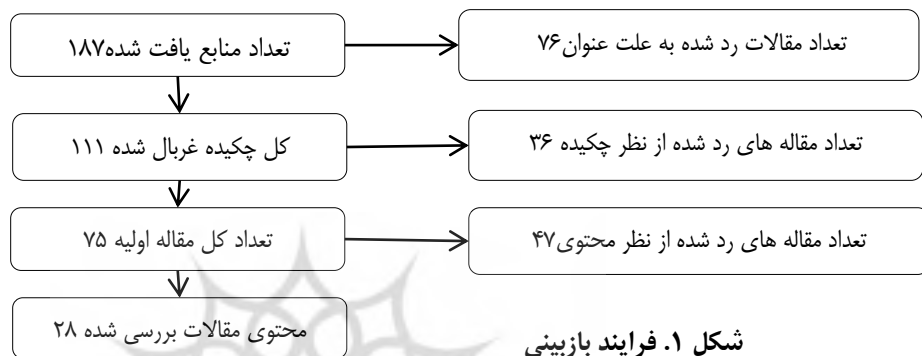 تعداد منابع یافت شده۱۸۷
تعداد مقالات رد شده به علت عنوان۷۶
کل چکیده غربال شده ۱۱۱
تعداد مقاله های رد شده از نظر چکیده ۳۶
تعداد کل مقاله اولیه ۷۵
تعداد مقاله های رد شده از نظر محتوی۴۷
محتوی مقالات بررسی شده ۲۸
شکل ۱. فرایند بازبینی